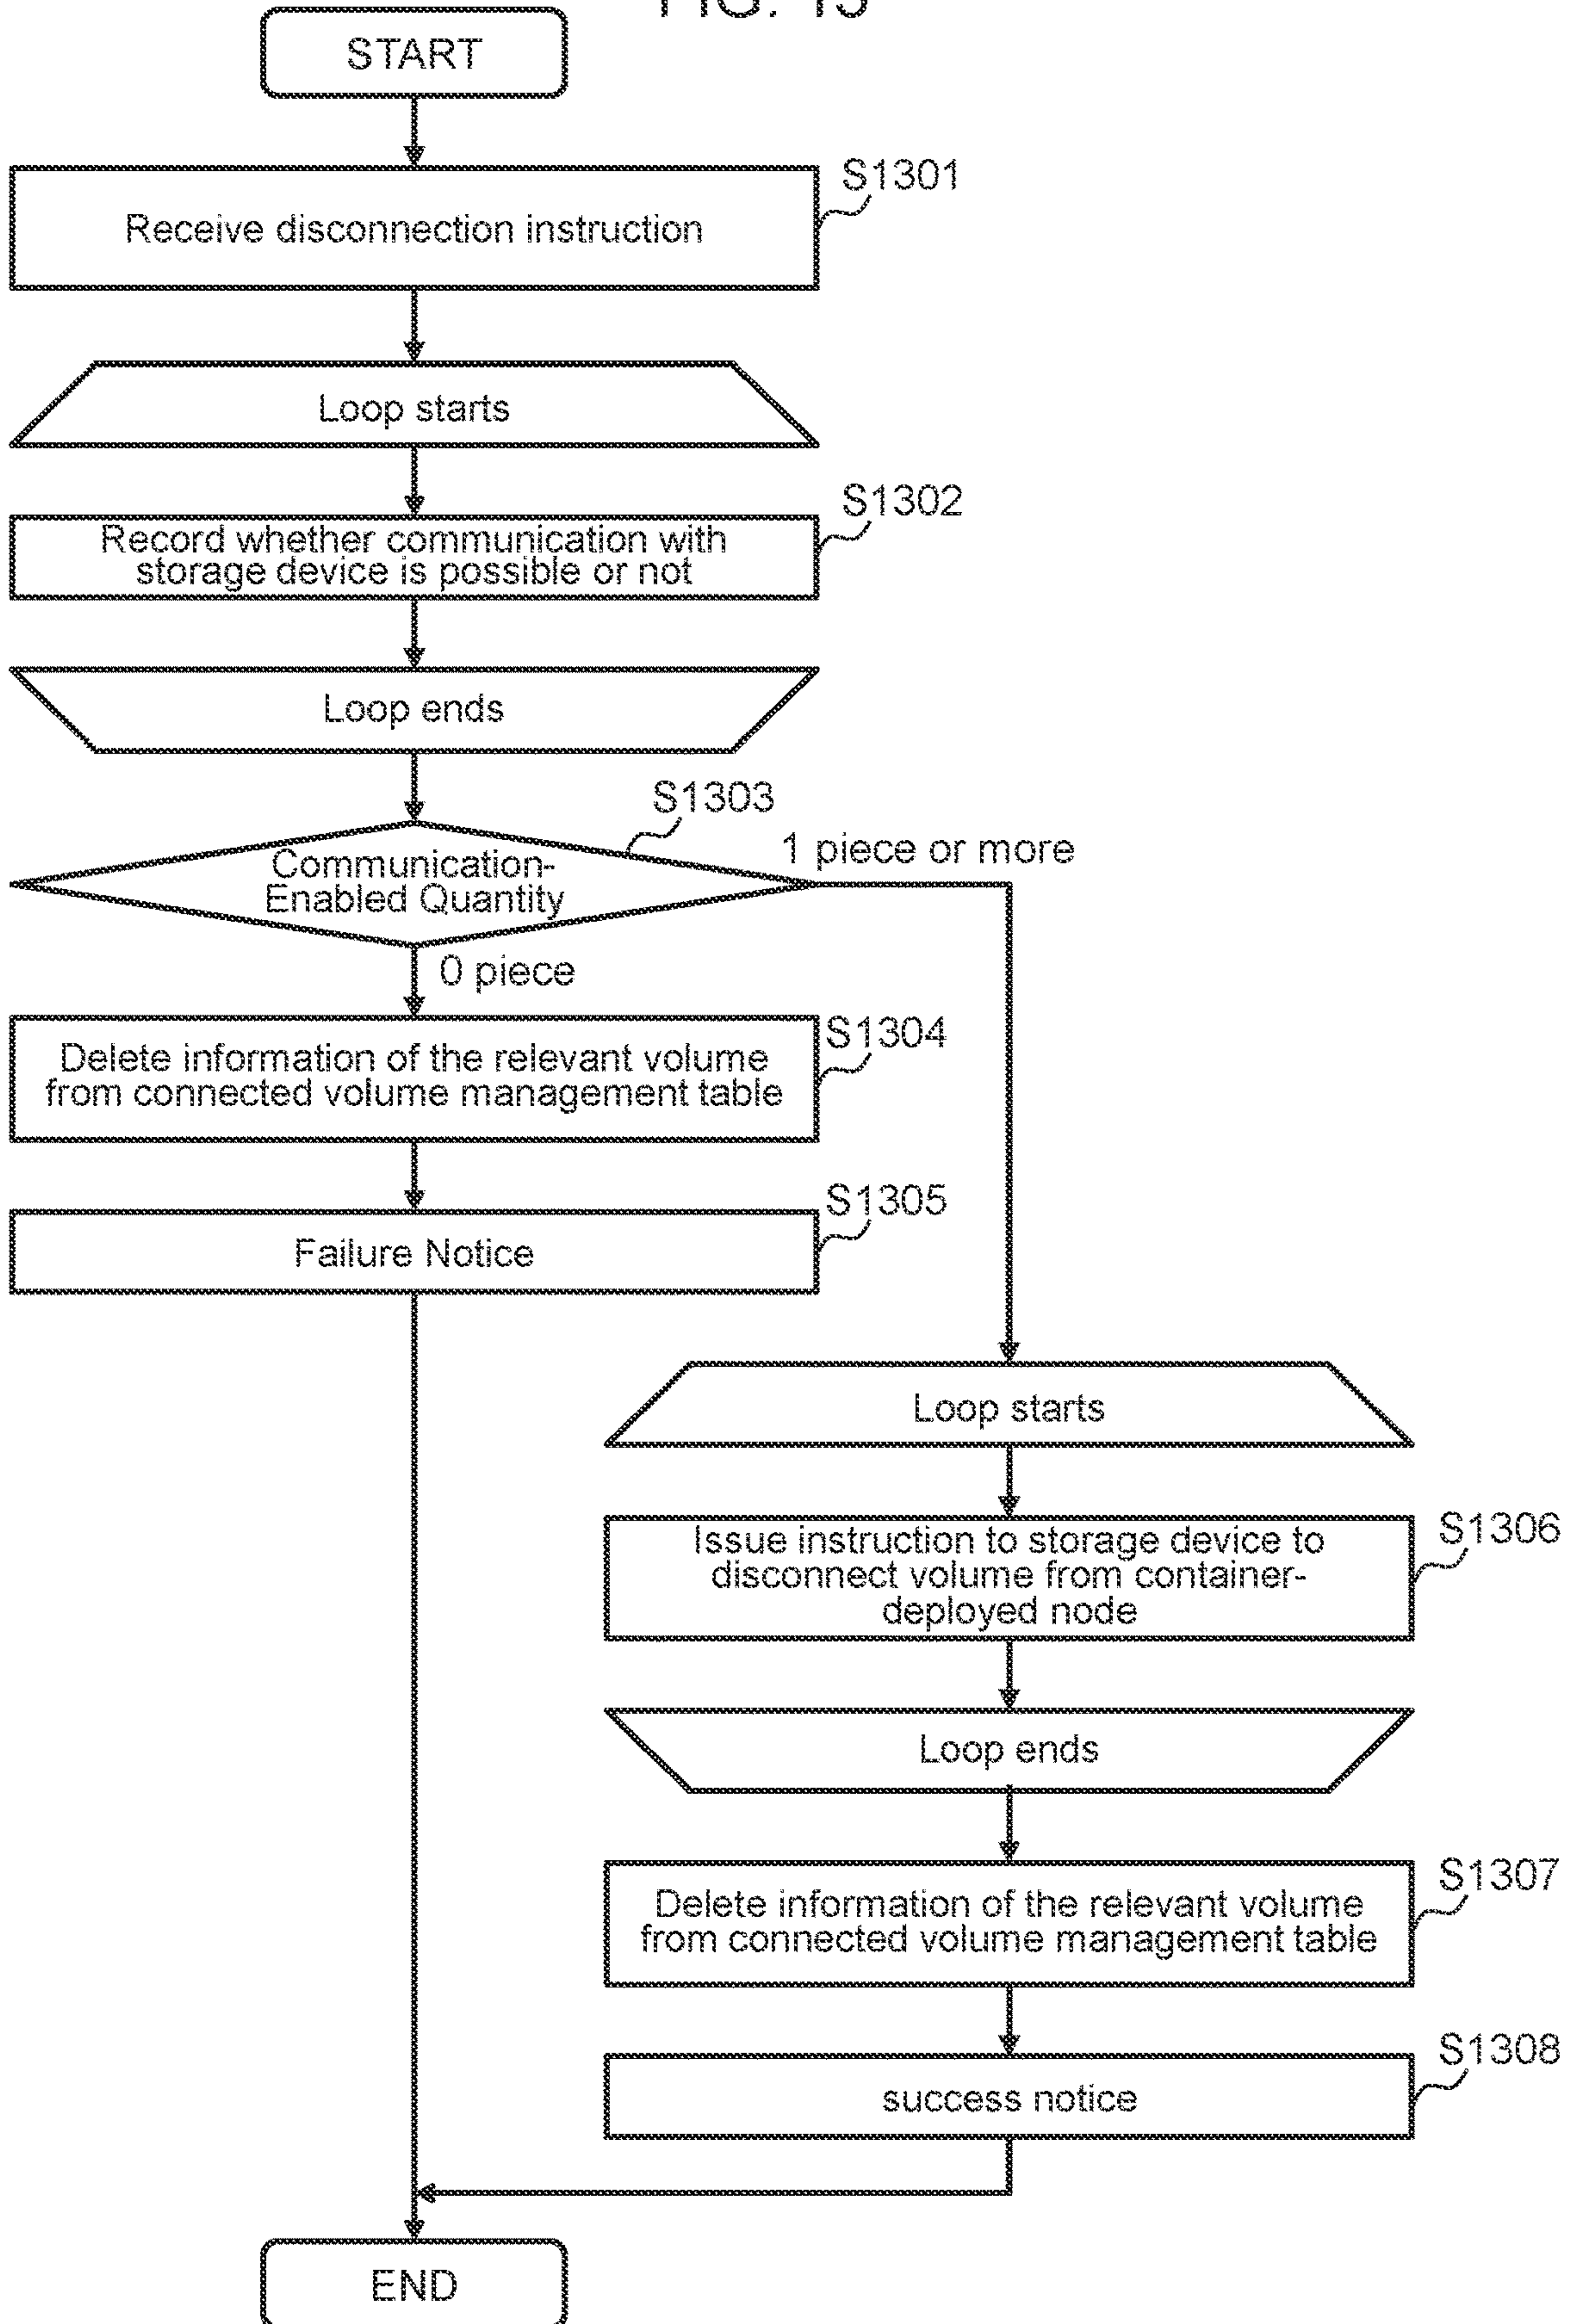 FIG. 13
START
S1301
Receive disconnection instruction
Loop starts
S1302
Record whether communication with
storage device is possible or not
Loop ends
S1303
1 piece or more
Communication-
Enabled Quantity
0 piece
S1304
Delete information of the relevant volume
from connected volume management table
S1305
Failure Notice
Loop starts
S1306
Issue instruction to storage device to
disconnect volume from container-
deployed node
Loop ends
S1307
Delete information of the relevant volume
from connected volume management table
S1308
success notice
END